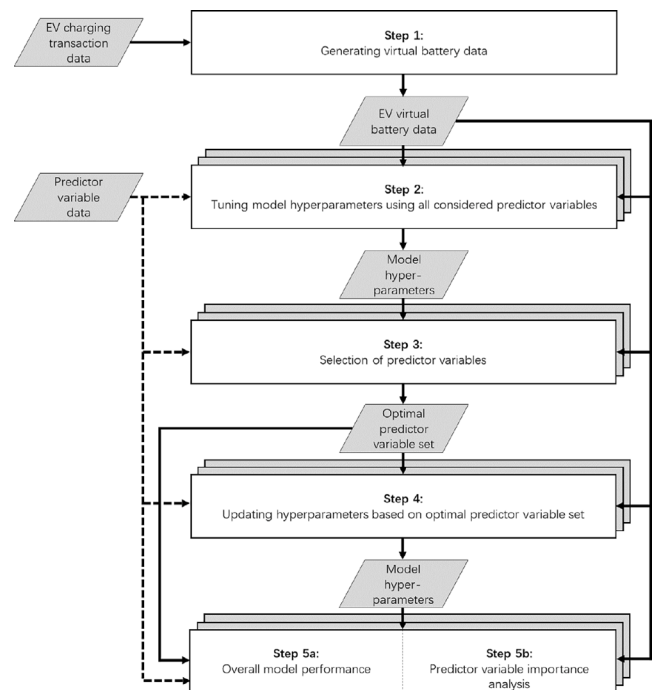 EV charging
transaction
data
Step 1:
Generating virtual battery data
EV virtual
battery data
Predictor
variable
data
Step 2:
Tuning model hyperparameters using all considered predictor variables
Model
hyper-
parameters
Step 3:
Selection of predictor variables
Optimal
predictor
variable set
Step 4:
Updating hyperparameters based on optimal predictor variable set
Model
hyper-
parameters
Step 5a:
Overall model performance
Step 5b:
Predictor variable importance
analysis